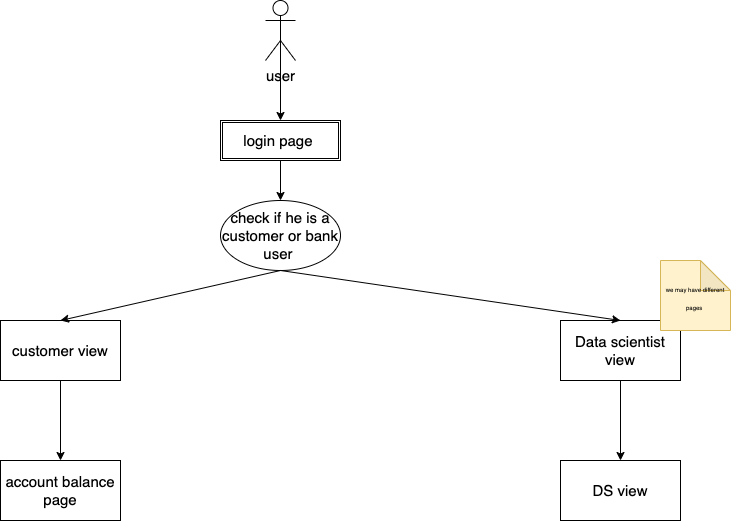 user
login page
check if he is a
customer or bank
user
we may have different
pages
customer view
Data scientist
view
account balance
page
DS view